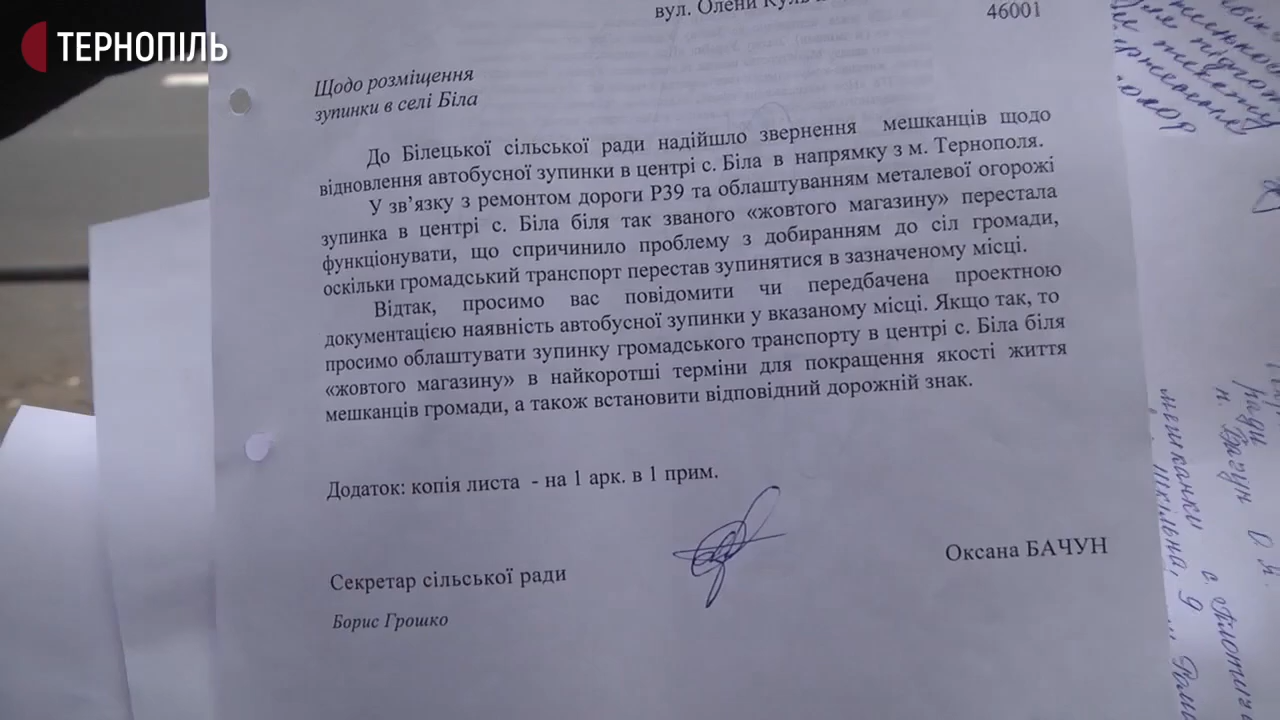 ТЕРНОПІЛЬ
вул. Олени
46001
Щодо розміщення
зупинки в селі Біла
До Білецької сільської ради надійшло звернення мешканців щодо
відновлення автобусної зупинки в центрі с. Біла в напрямку з м. Тернополя.
У зв’язку з ремонтом дороги Р39 та облаштуванням металевої огорожі
зупинка в центрі с. Біла біля так званого «жовтого магазину» перестала
функціонувати, що спричинило проблему з добиранням до сіл громади,
оскільки громадський транспорт перестав зупинятися в зазначеному місці.
Відтак, просимо вас повідомити чи передбачена проектною
документацією наявність автобусної зупинки у вказаному місці. Якщо так, то
просимо облаштувати зупинку громадського транспорту в центрі с. Біла біля
«жовтого магазину» в найкоротші терміни для покращення якості життя
мешканців громади, а також встановити відповідний дорожній знак.
Додаток: копія листа - на 1 арк. в 1 прим.
Секретар сільської ради
Оксана БАЧУН
Борис Грошко
ради
п. Бачун О. Я.
мешканки с.
Шкільна, 9